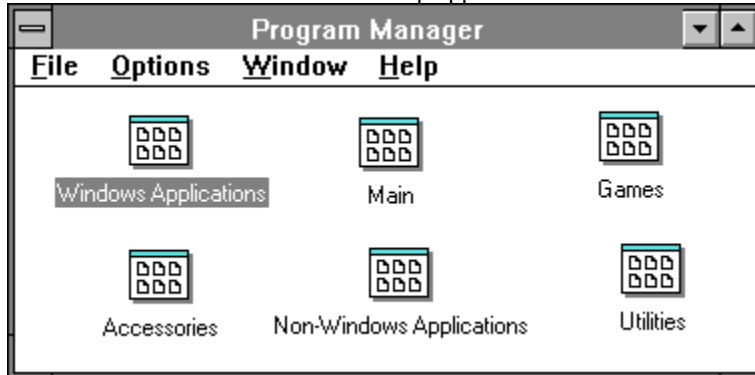 Program Manager
File Options Window Help
Windows Applications Main Games
Accessories Non-Windows Applications Utilities